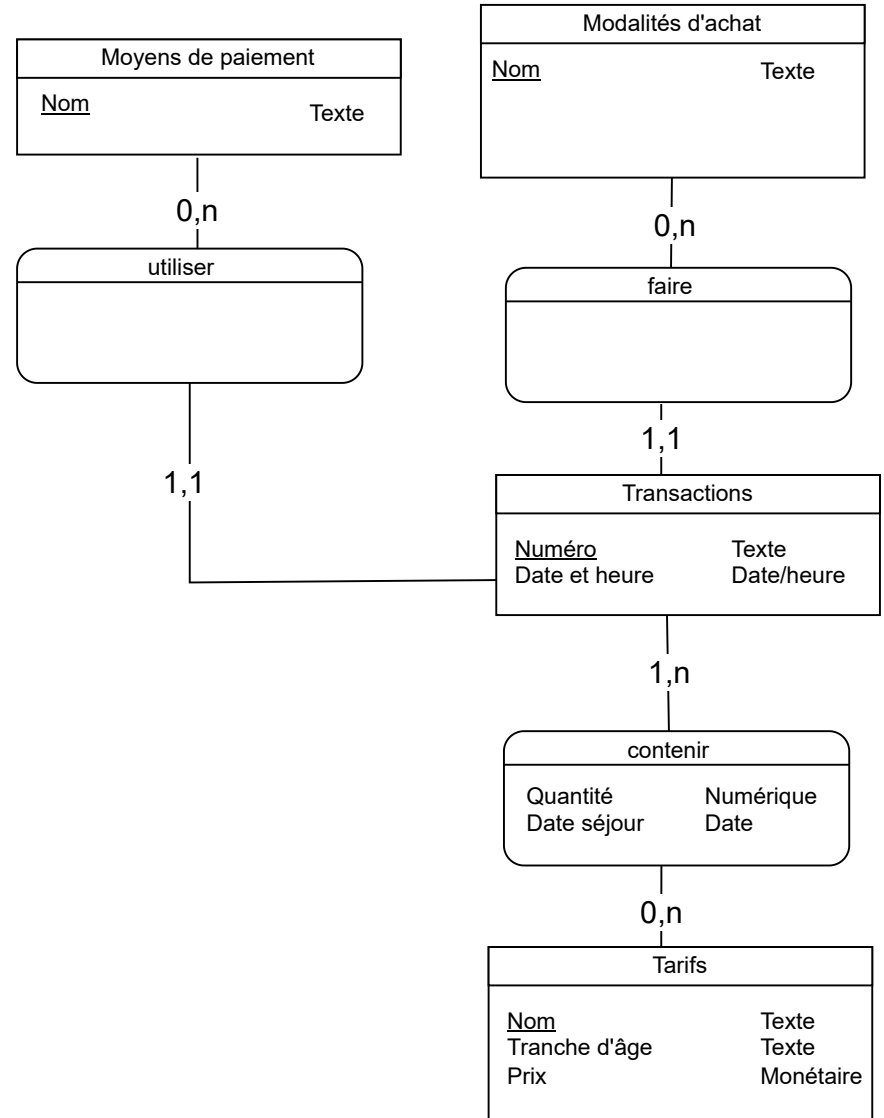 Moyens de paiement
Nom Texte
0,n
utiliser
1,1
Modalités d'achat
Nom Texte
0,n
faire
1,1
Transactions
Numéro Texte
Date et heure Date/heure
1,n
contenir
Quantité Numérique
Date séjour Date
0,n
Tarifs
Nom Texte
Tranche d'âge Texte
Prix Monétaire